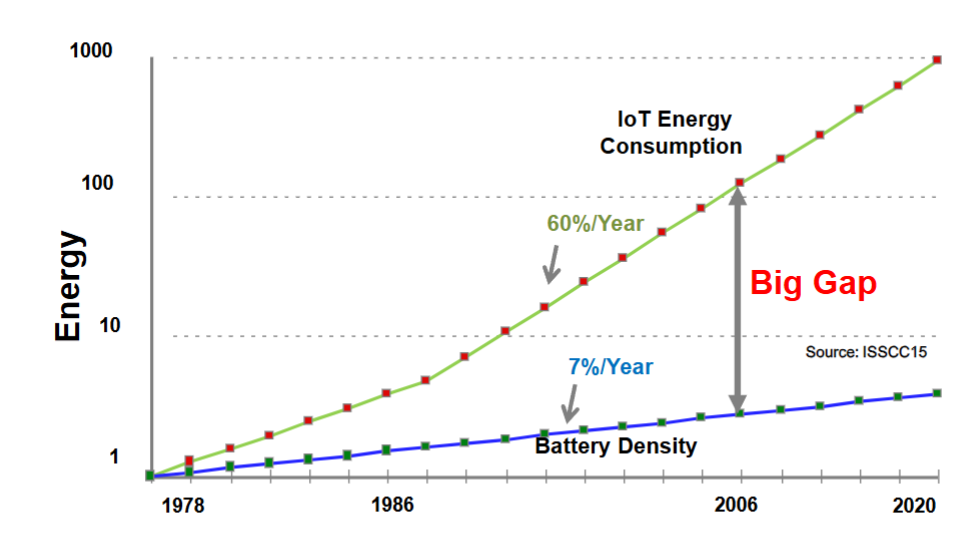 1000
IoT Energy
Consumption
100
60%/Year
Energy
Big Gap
10
Source: ISSCC15
7%/Year
Battery Density
1
1978
1986
2006
2020